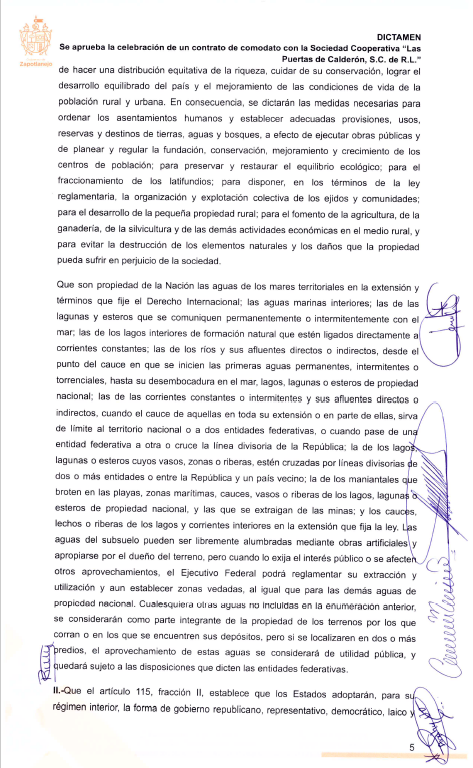 Zapotlanejo
DICTAMEN
Se aprueba la celebración de un contrato de comodato con la Sociedad Cooperativa “Las
Puertas de Calderón, S.C. de R.L.”
de hacer una distribución equitativa de la riqueza, cuidar de su conservación, lograr el
desarrollo equilibrado del país y el mejoramiento de las condiciones de vida de la
población rural y urbana. En consecuencia, se dictarán las medidas necesarias para
ordenar los asentamientos humanos y establecer adecuadas provisiones, usos,
reservas y destinos de tierras, aguas y bosques, a efecto de ejecutar obras públicas y
de planear y regular la fundación, conservación, mejoramiento y crecimiento de los
centros de población; para preservar y restaurar el equilibrio ecológico; para el
fraccionamiento de los latifundios; para disponer, en los términos de la ley
reglamentaria, la organización y explotación colectiva de los ejidos y comunidades;
para el desarrollo de la pequeña propiedad rural; para el fomento de la agricultura, de la
ganadería, de la silvicultura y de las demás actividades económicas en el medio rural, y
para evitar la destrucción de los elementos naturales y los daños que la propiedad
pueda sufrir en perjuicio de la sociedad.
Que son propiedad de la Nación las aguas de los mares territoriales en la extensión y
términos que fije el Derecho Internacional; las aguas marinas interiores; las de las
lagunas y esteros que se comuniquen permanentemente o intermitentemente con el
mar; las de los lagos interiores de formación natural que estén ligados directamente a
corrientes constantes; las de los ríos y sus afluentes directos o indirectos, desde el
punto del cauce en que se inicien las primeras aguas permanentes, intermitentes o
torrenciales, hasta su desembocadura en el mar, lagos, lagunas o esteros de propiedad
nacional; las de las corrientes constantes o intermitentes y sus afluentes directos o
indirectos, cuando el cauce de aquellas en toda su extensión o en parte de ellas, sirva
de límite al territorio nacional o a dos entidades federativas, o cuando pase de una
entidad federativa a otra o cruce la línea divisoria de la República; la de los lagos,
lagunas o esteros cuyos vasos, zonas o riberas, estén cruzadas por líneas divisorias de
dos o más entidades o entre la República y un país vecino; la de los maniantales que
broten en las playas, zonas marítimas, cauces, vasos o riberas de los lagos, lagunas o
esteros de propiedad nacional, y las que se extraigan de las minas; y los cauces,
lechos o riberas de los lagos y corrientes interiores en la extensión que fija la ley. Las
aguas del subsuelo pueden ser libremente alumbradas mediante obras artificiales y
apropiarse por el dueño del terreno, pero cuando lo exija el interés público o se afecten
otros aprovechamientos, el Ejecutivo Federal podrá reglamentar su extracción y
utilización y aun establecer zonas vedadas, al igual que para las demás aguas de
propiedad nacional. Cualesquiera otras aguas no incluidas en la enumeración anterior,
se considerarán como parte integrante de la propiedad de los terrenos por los que
corran o en los que se encuentren sus depósitos, pero si se localizaren en dos o más
predios, el aprovechamiento de estas aguas se considerará de utilidad pública, y
quedará sujeto a las disposiciones que dicten las entidades federativas.
II.-Que el artículo 115, fracción II, establece que los Estados adoptarán, para su
régimen interior, la forma de gobierno republicano, representativo, democrático, laico y
5